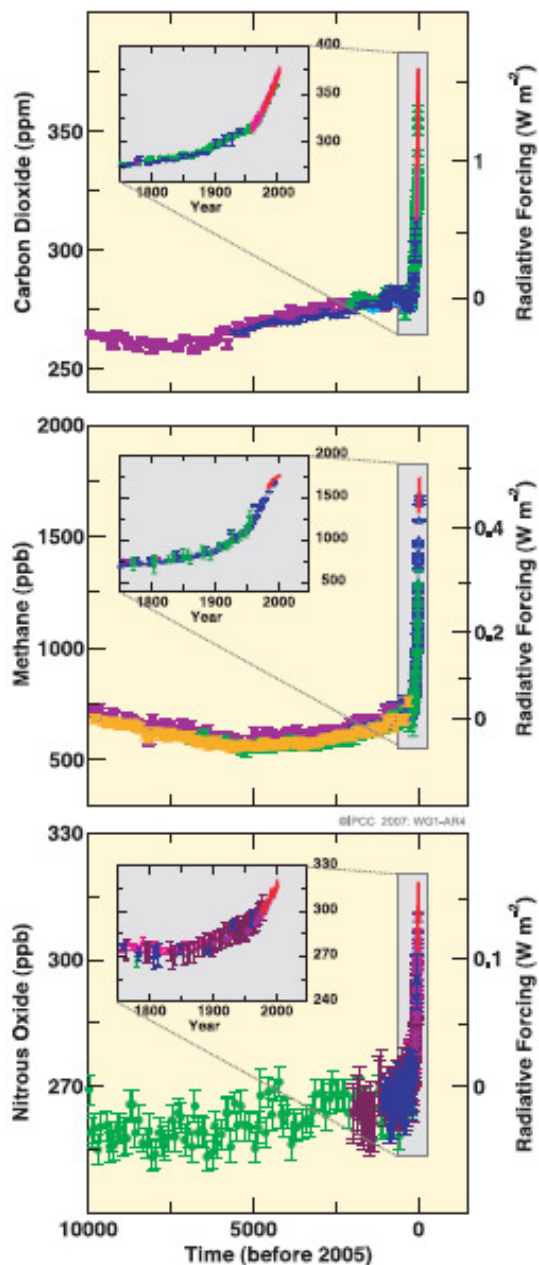 Carbon Dioxide (ppm)
350
300
250
400
350
300
1800 1900 2000
Year
1
0
Radiative Forcing (W m⁻²)
Methane (ppb)
2000
1500
1000
500
2000
1500
1000
500
1800 1900 2000
Year
0.4
0.2
0
Radiative Forcing (W m⁻²)
©IPCC 2007: WG1-AR4
Nitrous Oxide (ppb)
330
300
270
330
300
270
240
1800 1900 2000
Year
0.1
0
Radiative Forcing (W m⁻²)
10000 5000 0
Time (before 2005)